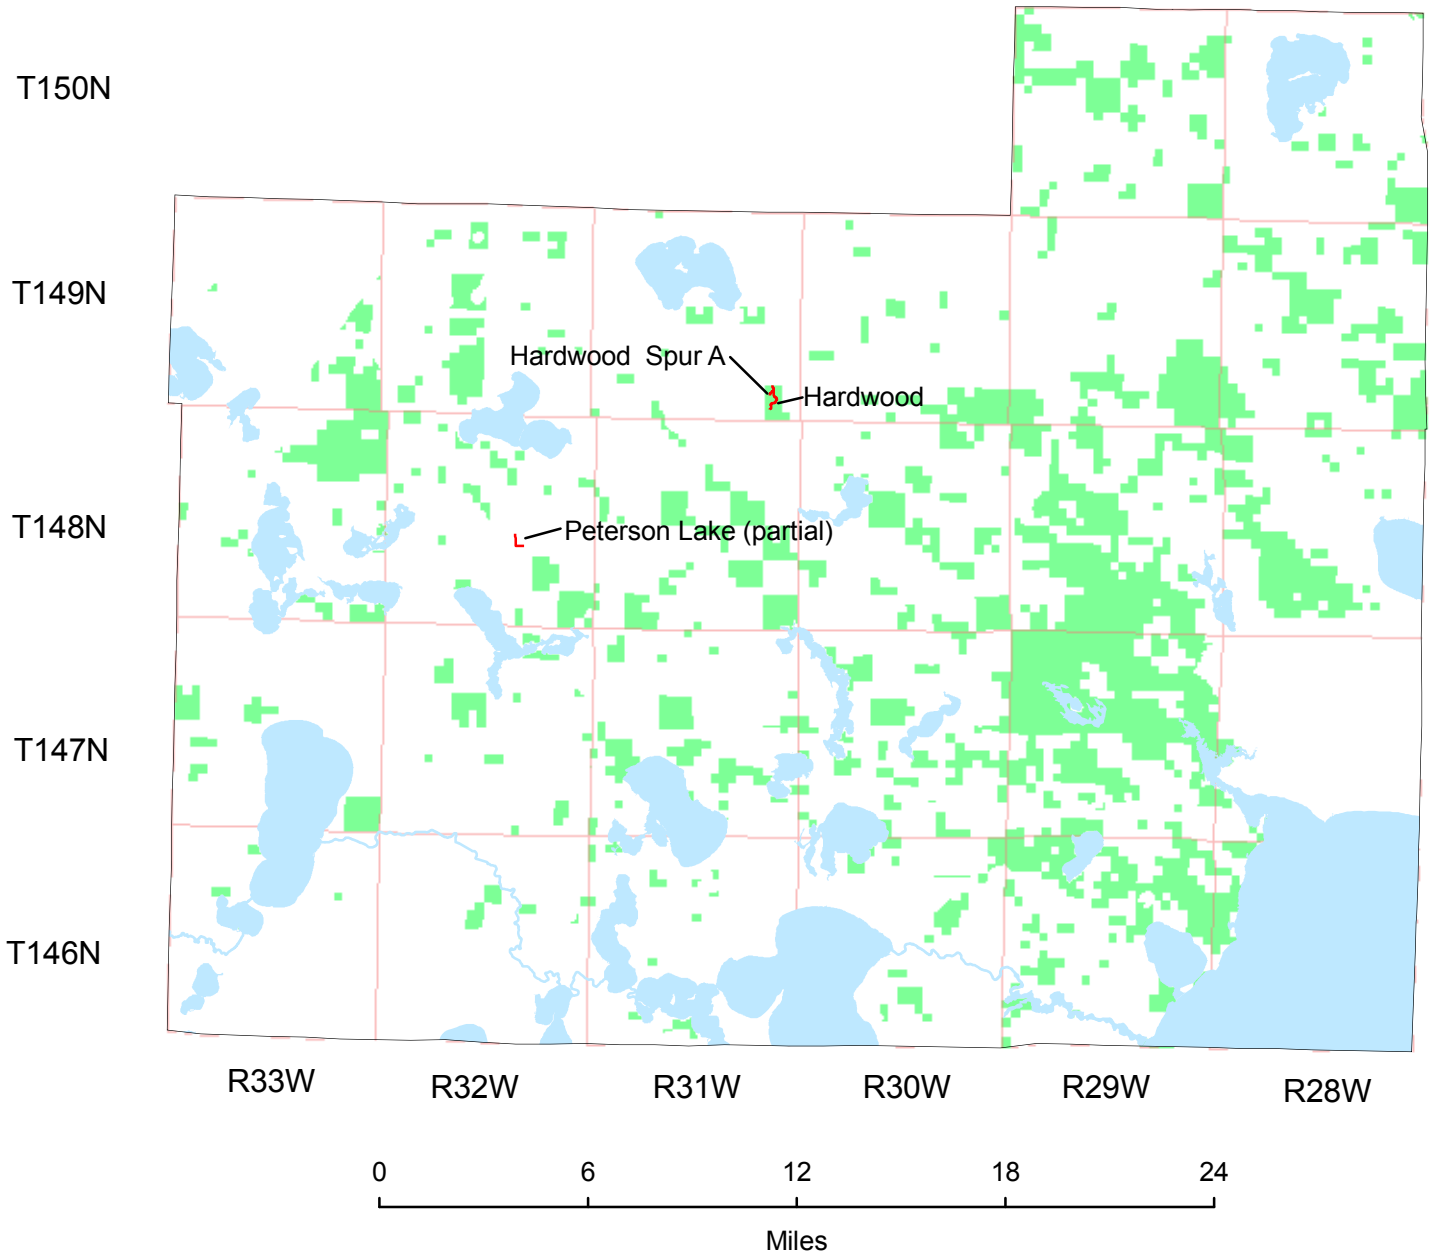 T150N
T149N
Hardwood Spur A
Hardwood
T148N
Peterson Lake (partial)
T147N
T146N
R33W R32W R31W R30W R29W R28W
0 6 12 18 24
Miles